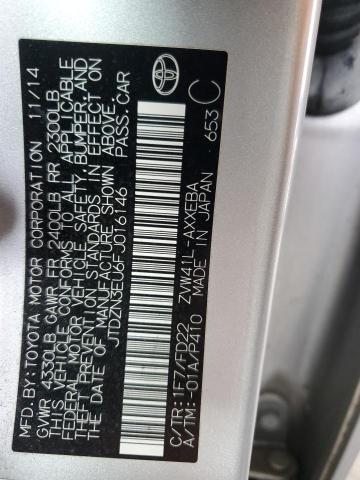 MFD. BY: TOYOTA MOTOR CORPORATION 11/14
GVWR 4330LB GAWR FR 2400LB RR 2300LB
THIS VEHICLE CONFORMS TO ALL APPLICABLE
FEDERAL MOTOR VEHICLE SAFETY, BUMPER, AND
THEFT PREVENTION STANDARDS IN EFFECT ON
THE DATE OF MANUFACTURE SHOWN ABOVE.
JTDZN3EU6FJ016146 PASS. CAR
C/TR: 1F7/FD22 ZVW41L-AXXEBA
A/TM: -01A/P410 MADE IN JAPAN 653
C